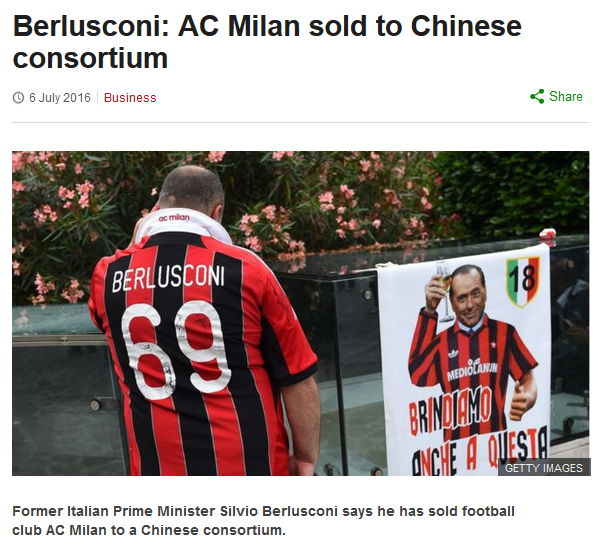 Berlusconi: AC Milan sold to Chinese
consortium
6 July 2016 Business
Share
ac milan
BERLUSCONI
69
18
MEDIOLANUM
BRINDIAMO
ANCHE A QUESTA
GETTY IMAGES
Former Italian Prime Minister Silvio Berlusconi says he has sold football
club AC Milan to a Chinese consortium.